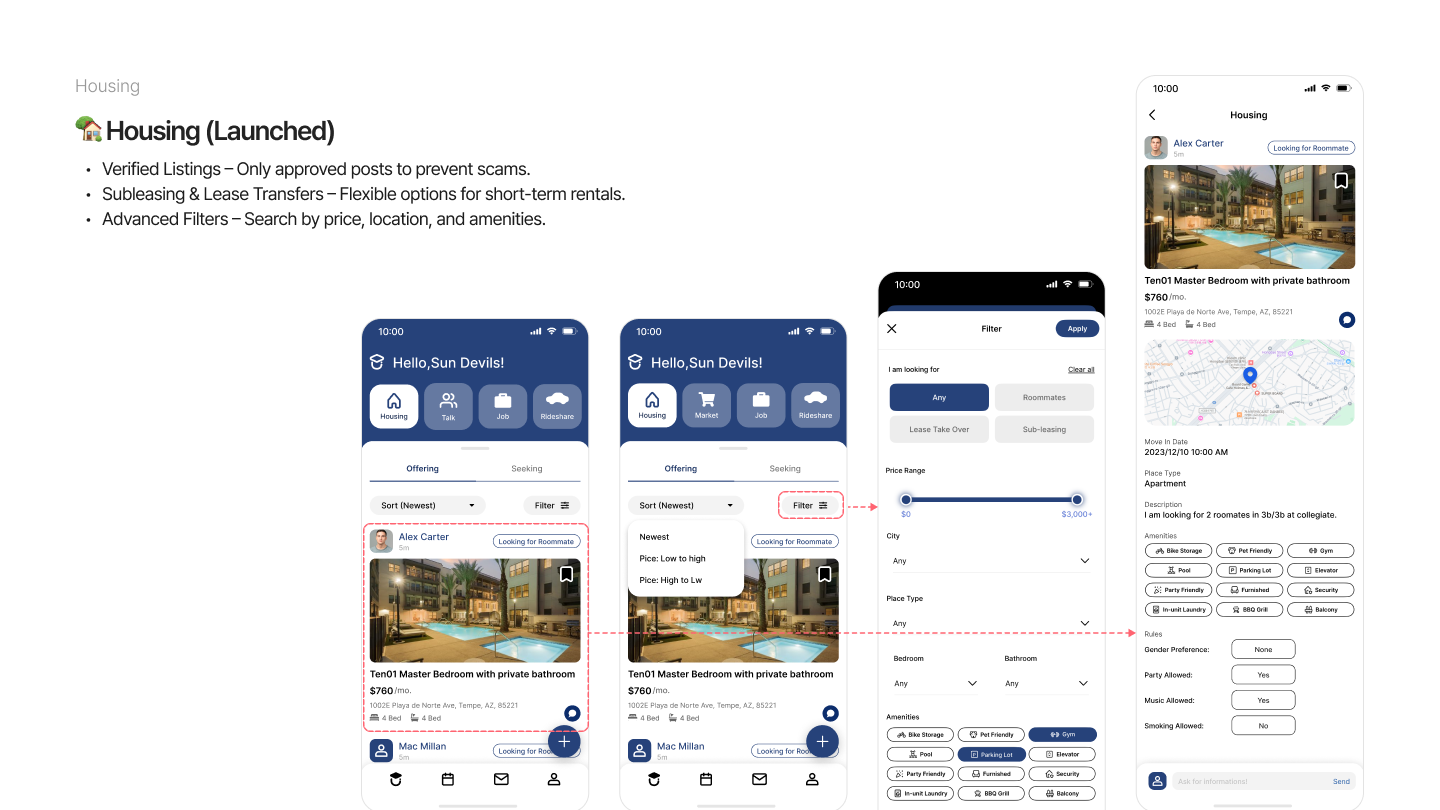 Housing
Housing (Launched)
• Verified Listings – Only approved posts to prevent scams.
• Subleasing & Lease Transfers – Flexible options for short-term rentals.
• Advanced Filters – Search by price, location, and amenities.
10:00
Hello,Sun Devils!
Housing Talk Job Rideshare
Offering Seeking
Sort (Newest) Filter
Alex Carter
5m
Looking for Roommate
Ten01 Master Bedroom with private bathroom
$760/mo.
1002E Playa de Norte Ave, Tempe, AZ, 85221
4 Bed 4 Bed
Mac Millan
5m
Looking for Roo
10:00
Hello,Sun Devils!
Housing Market Job Rideshare
Offering Seeking
Sort (Newest) Filter
Newest
Pice: Low to high
Pice: High to Lw
Looking for Roommate
Ten01 Master Bedroom with private bathroom
$760/mo.
1002E Playa de Norte Ave, Tempe, AZ, 85221
4 Bed 4 Bed
Mac Millan
5m
Looking for Roo
10:00
Filter
Apply
I am looking for Clear all
Any Roommates
Lease Take Over Sub-leasing
Price Range
$0 $3,000+
City
Any
Place Type
Any
Bedroom Bathroom
Any Any
Amenities
Bike Storage Pet Friendly Gym
Pool Parking Lot Elevator
Party Friendly Furnished Security
In-unit Laundry BBQ Grill Balcony
10:00
Housing
Alex Carter
5m
Looking for Roommate
Ten01 Master Bedroom with private bathroom
$760/mo.
1002E Playa de Norte Ave, Tempe, AZ, 85221
4 Bed 4 Bed
Move In Date
2023/12/10 10:00 AM
Place Type
Apartment
Description
I am looking for 2 roomates in 3b/3b at collegiate.
Amenities
Bike Storage Pet Friendly Gym
Pool Parking Lot Elevator
Party Friendly Furnished Security
In-unit Laundry BBQ Grill Balcony
Rules
Gender Preference: None
Party Allowed: Yes
Music Allowed: Yes
Smoking Allowed: No
Ask for informations! Send